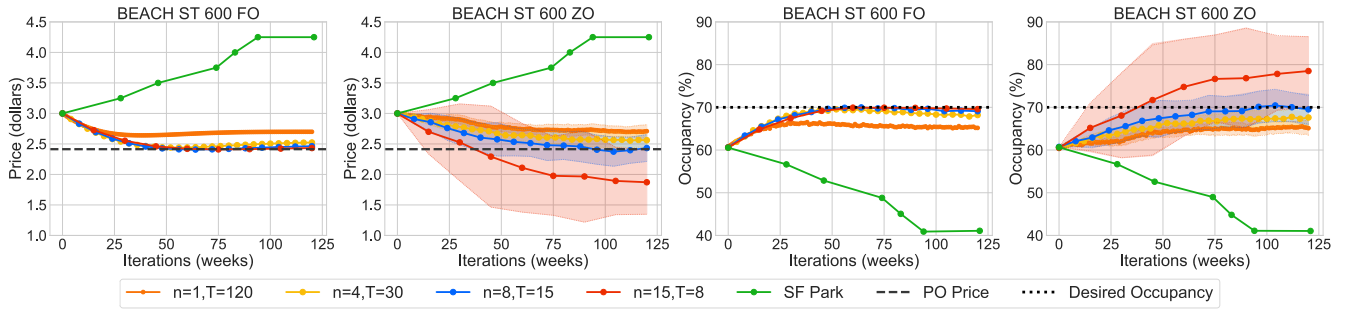 BEACH ST 600 FO
Price (dollars)
4.5
4.0
3.5
3.0
2.5
2.0
1.5
1.0
0 25 50 75 100 125
Iterations (weeks)
BEACH ST 600 ZO
Price (dollars)
4.5
4.0
3.5
3.0
2.5
2.0
1.5
1.0
0 25 50 75 100 125
Iterations (weeks)
BEACH ST 600 FO
Occupancy (%)
90
80
70
60
50
40
0 25 50 75 100 125
Iterations (weeks)
BEACH ST 600 ZO
Occupancy (%)
90
80
70
60
50
40
0 25 50 75 100 125
Iterations (weeks)
n=1,T=120 n=4,T=30 n=8,T=15 n=15,T=8 SF Park PO Price Desired Occupancy